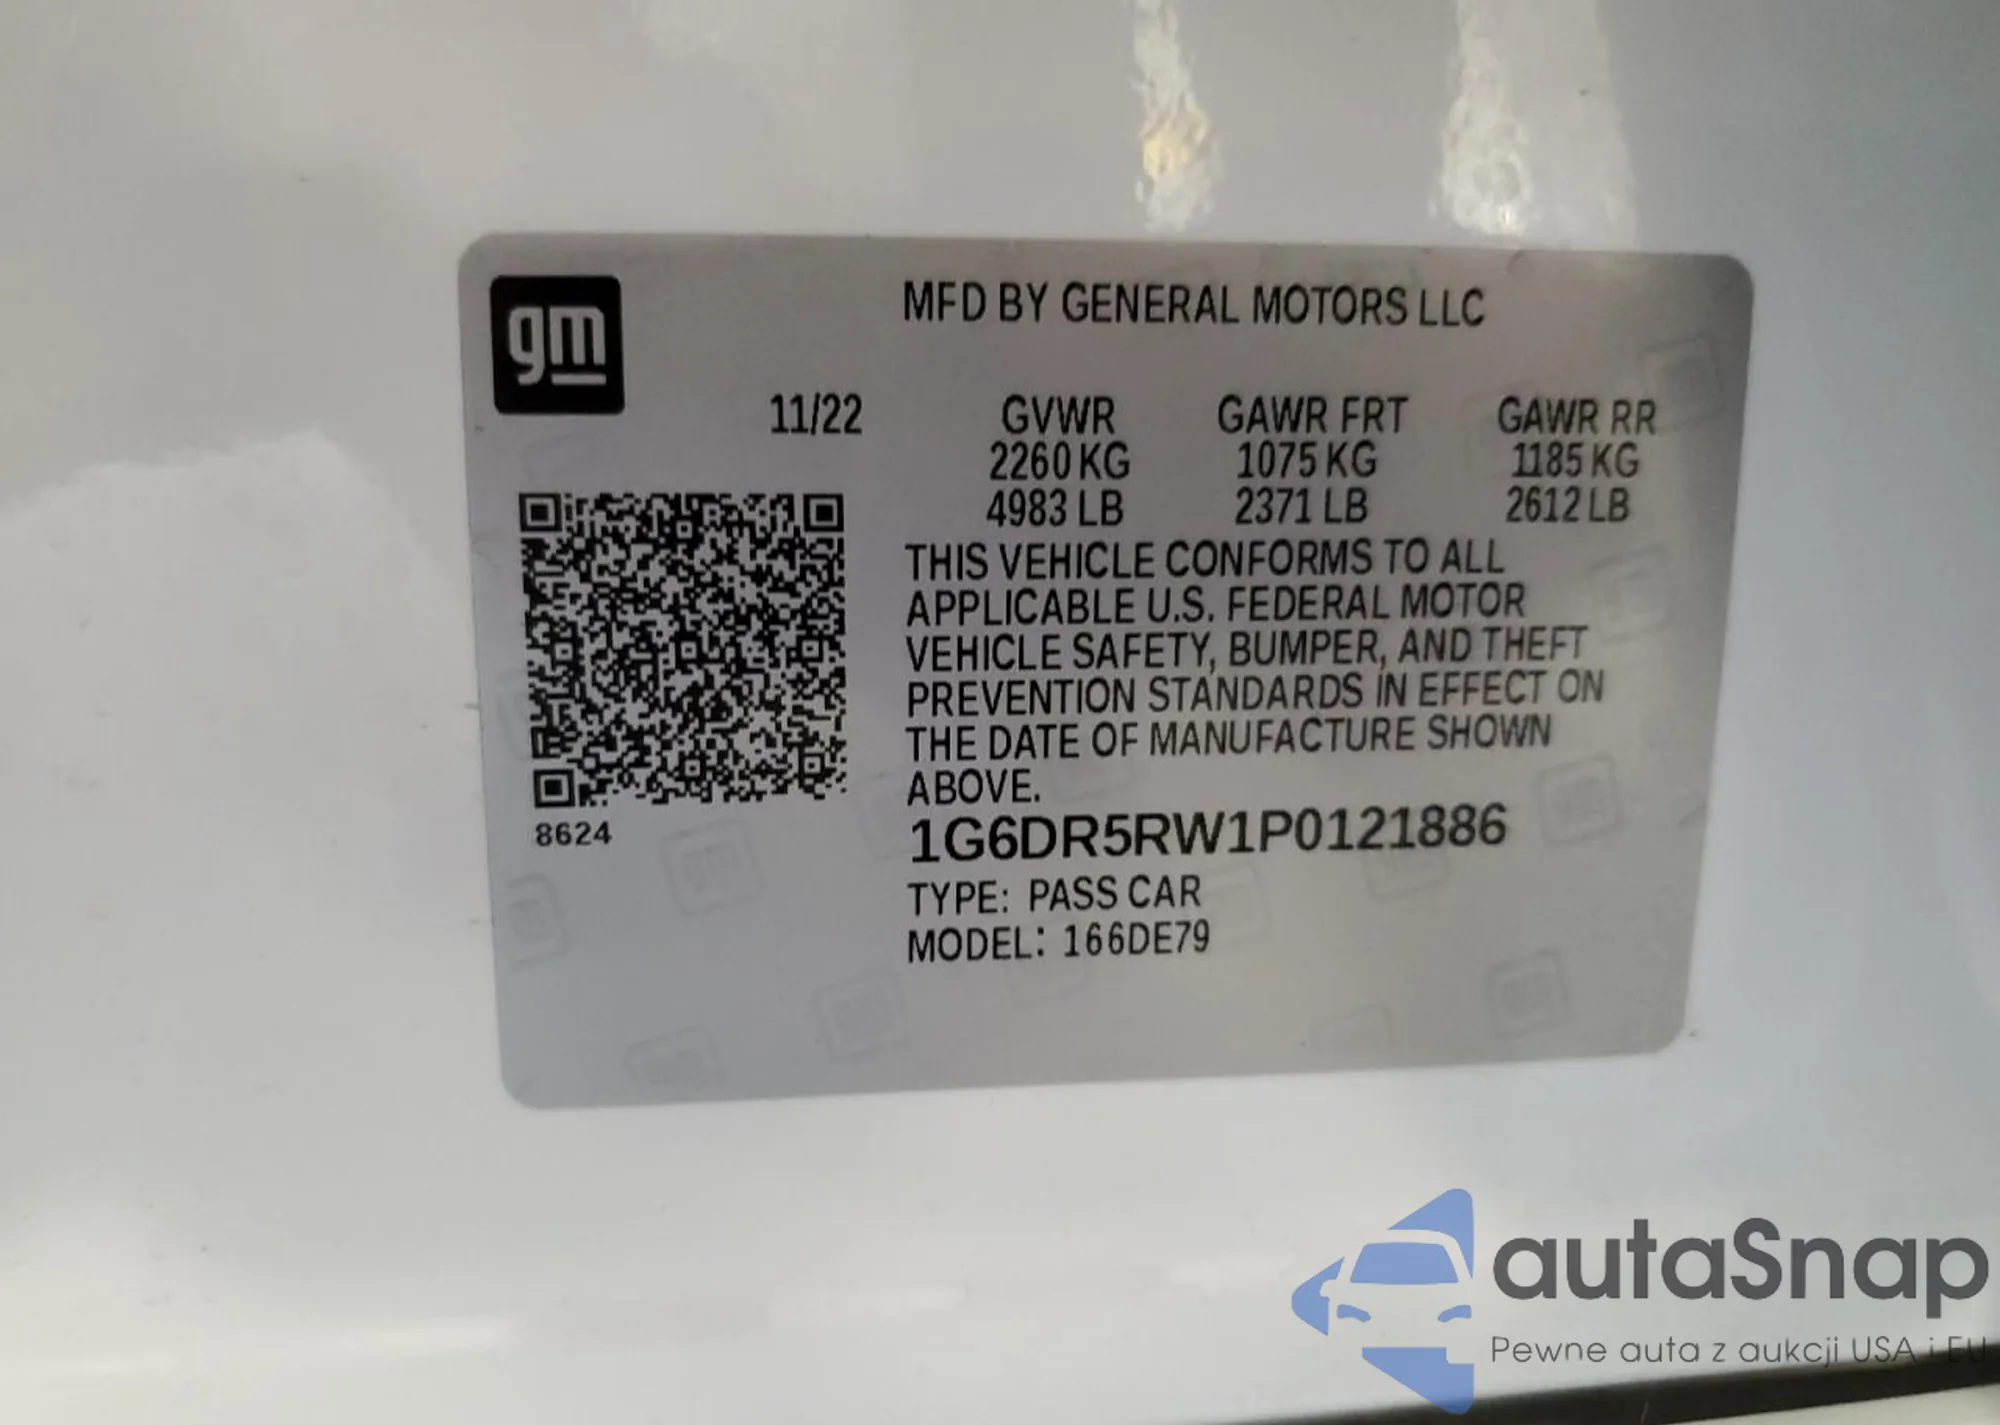 gm
MFD BY GENERAL MOTORS LLC
11/22 GVWR GAWR FRT GAWR RR
2260 KG 1075 KG 1185 KG
4983 LB 2371 LB 2612 LB
THIS VEHICLE CONFORMS TO ALL
APPLICABLE U.S. FEDERAL MOTOR
VEHICLE SAFETY, BUMPER, AND THEFT
PREVENTION STANDARDS IN EFFECT ON
THE DATE OF MANUFACTURE SHOWN
ABOVE.
8624
1G6DR5RW1P0121886
TYPE: PASS CAR
MODEL: 166DE79
autaSnap
Pewne auta z aukcji USA i EU